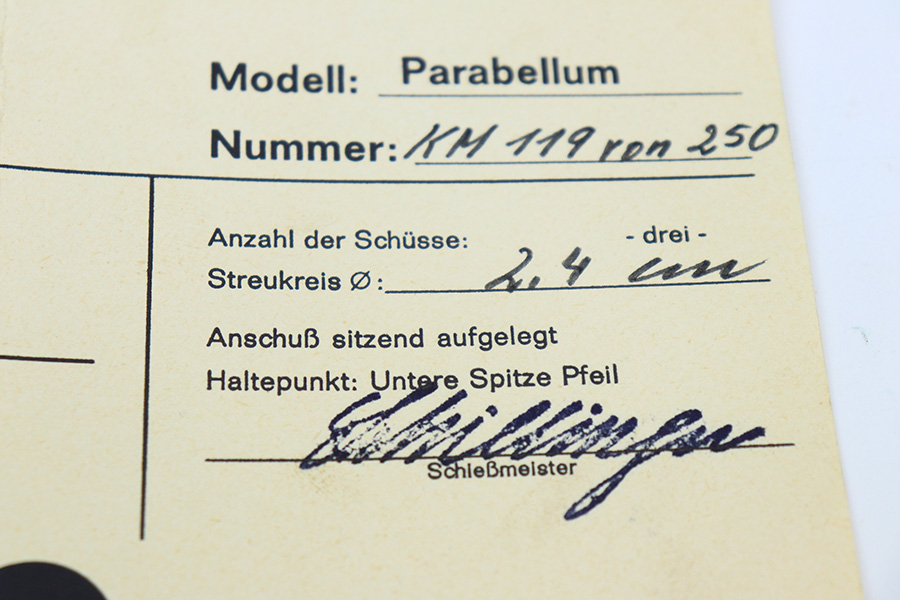 Modell: Parabellum
Nummer: KM 119 von 250
Anzahl der Schüsse: - drei -
Streukreis Ø: 2,4 cm
Anschuß sitzend aufgelegt
Haltepunkt: Untere Spitze Pfeil
Schießmeister